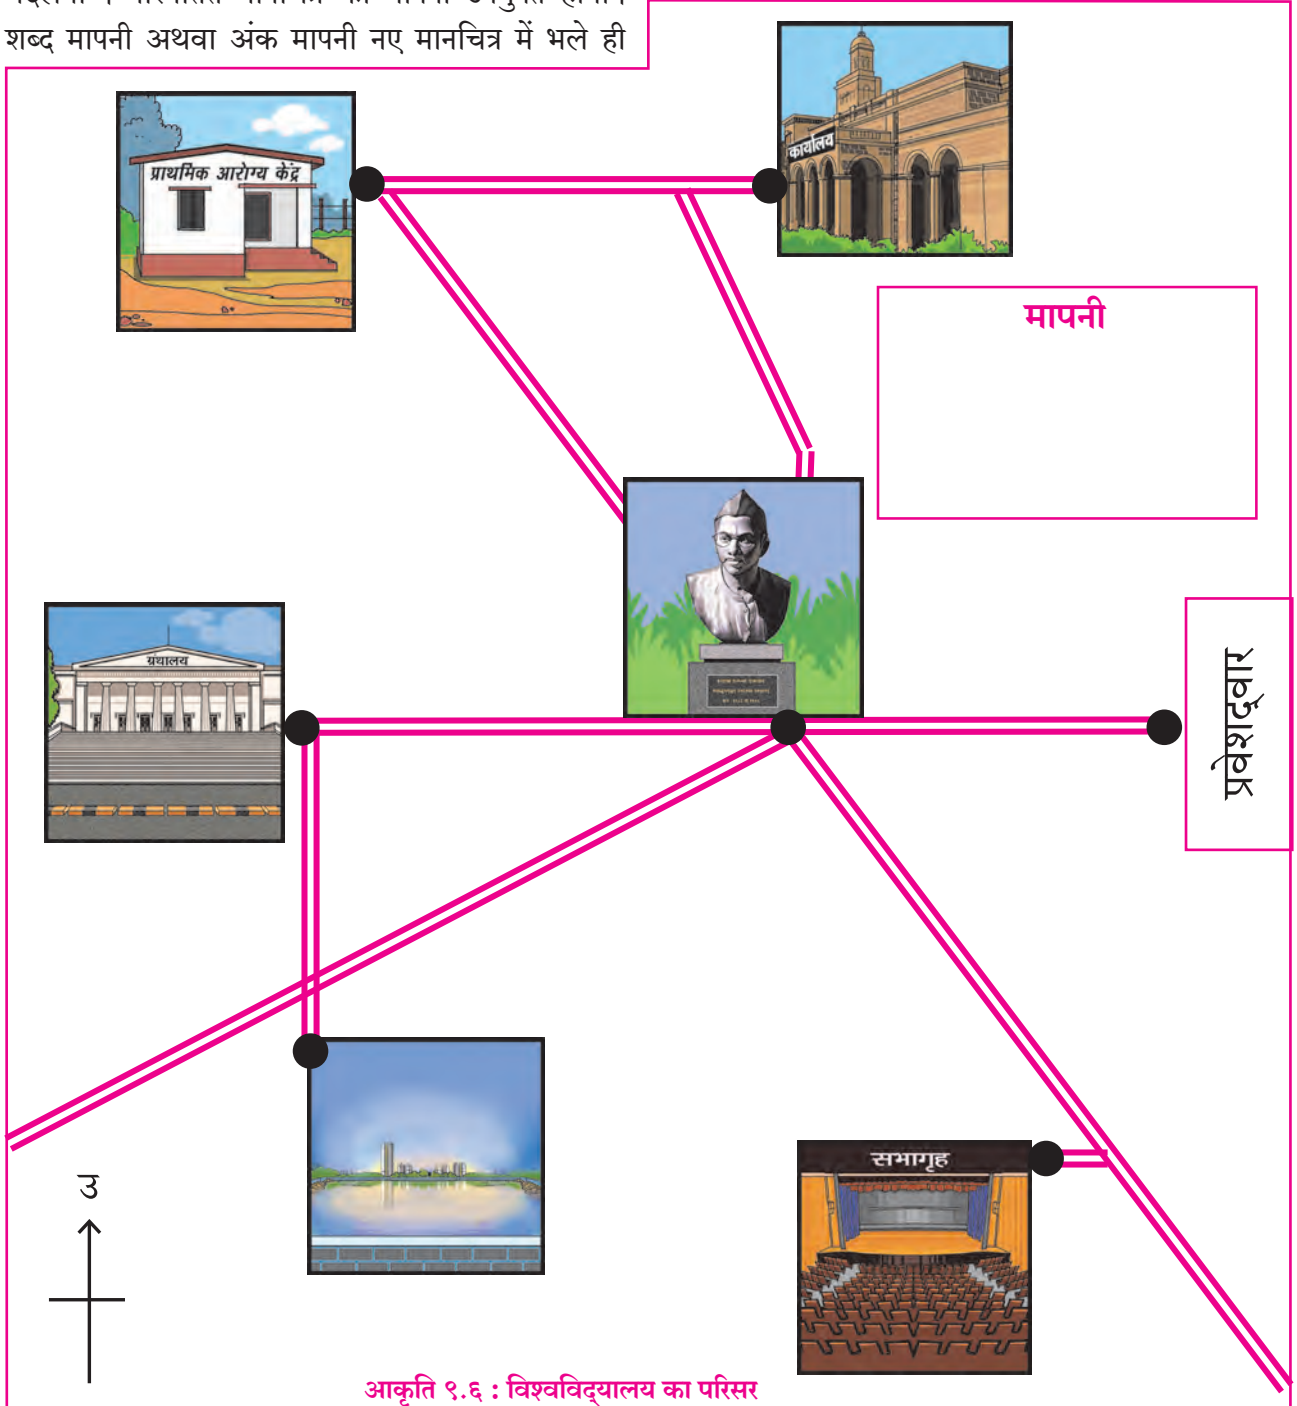 शब्द मापनी अथवा अंक मापनी नए मानचित्र में भले ही
प्राथमिक आरोग्य केंद्र
कार्यालय
मापनी
ग्रंथालय
प्रवेशद्वार
सभागृह
उ
आकृति ९.६ : विश्वविद्यालय का परिसर